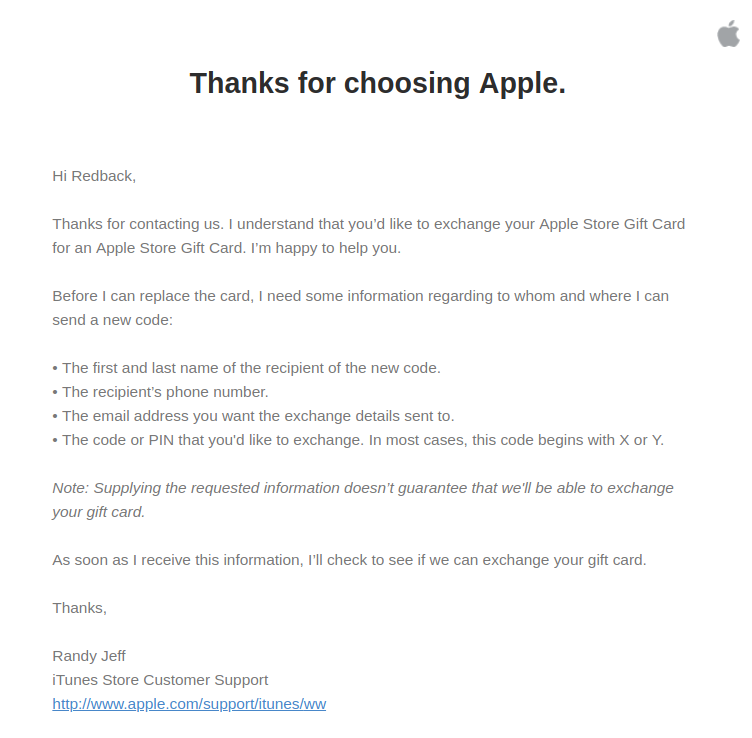 Thanks for choosing Apple.
Hi Redback,
Thanks for contacting us. I understand that you’d like to exchange your Apple Store Gift Card
for an Apple Store Gift Card. I’m happy to help you.
Before I can replace the card, I need some information regarding to whom and where I can
send a new code:
• The first and last name of the recipient of the new code.
• The recipient’s phone number.
• The email address you want the exchange details sent to.
• The code or PIN that you'd like to exchange. In most cases, this code begins with X or Y.
Note: Supplying the requested information doesn’t guarantee that we'll be able to exchange
your gift card.
As soon as I receive this information, I’ll check to see if we can exchange your gift card.
Thanks,
Randy Jeff
iTunes Store Customer Support
http://www.apple.com/support/itunes/ww